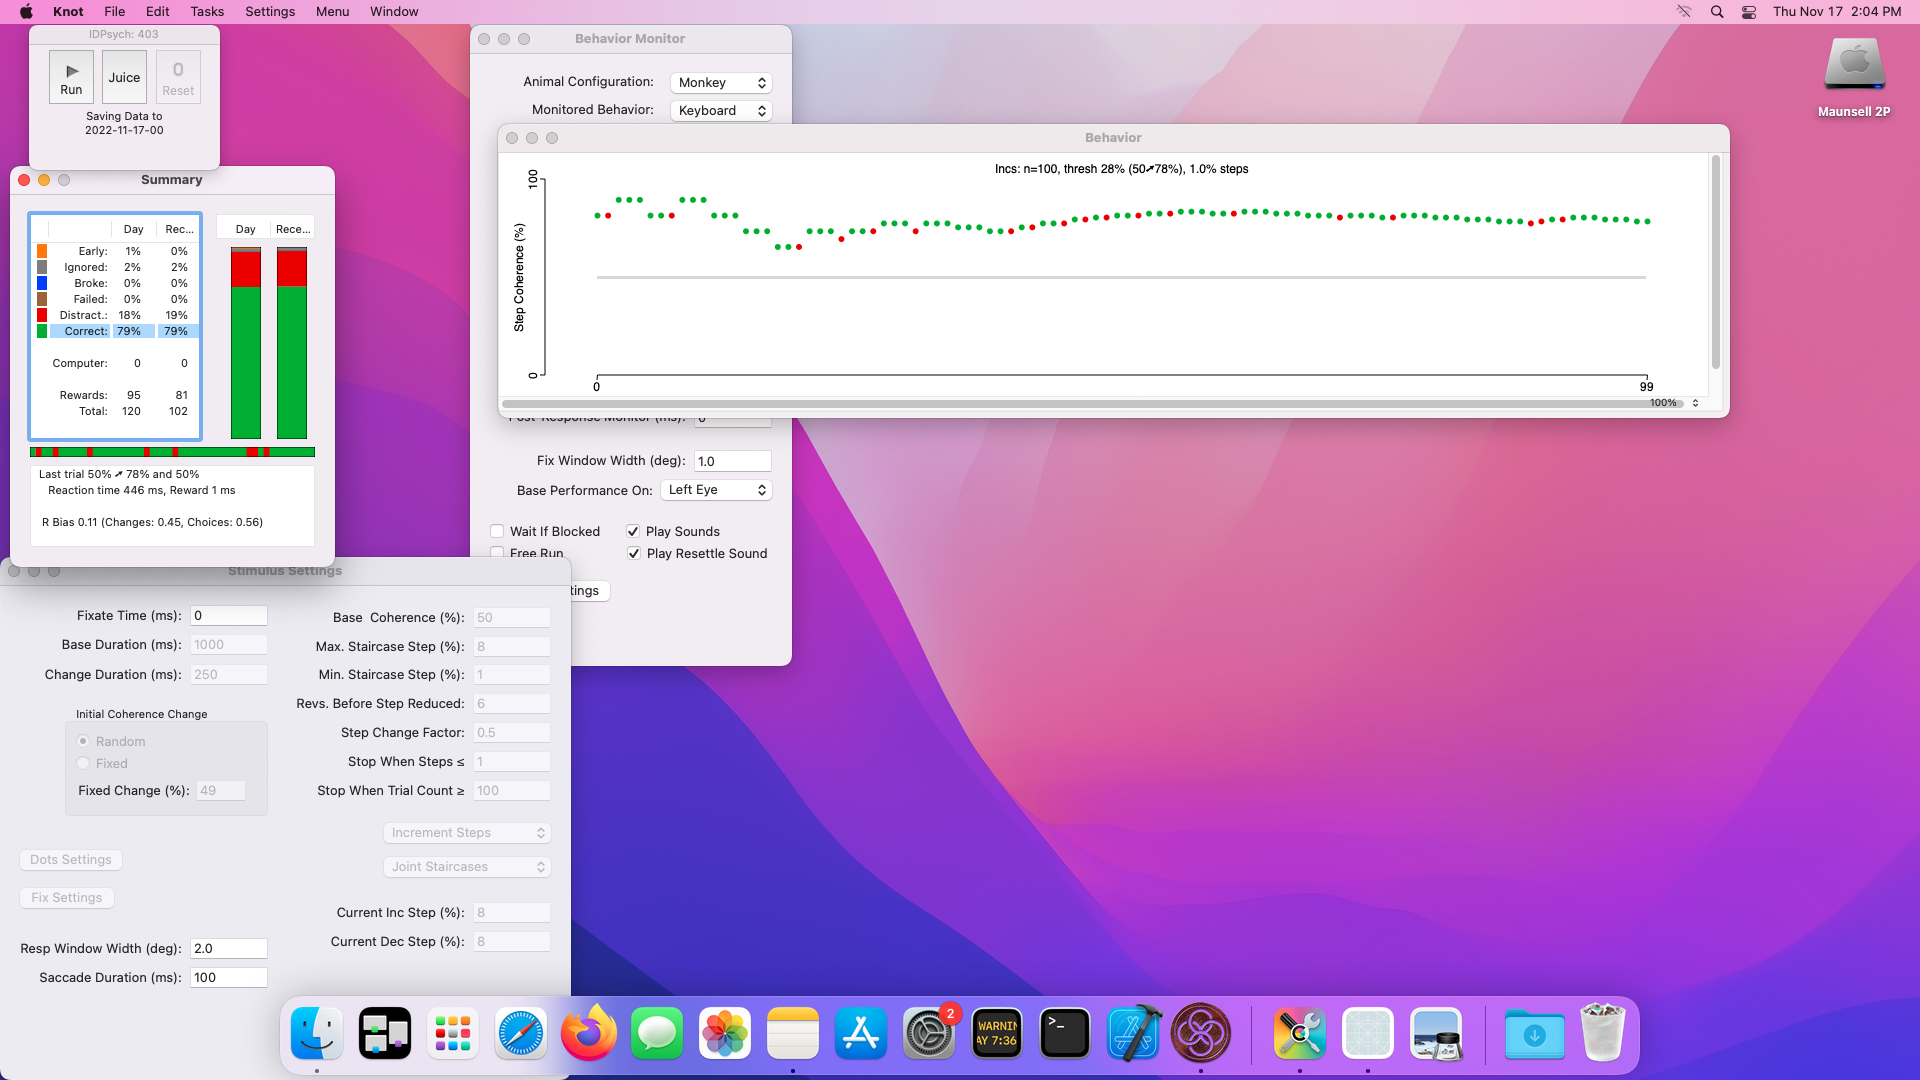 Knot File Edit Tasks Settings Menu Window
Thu Nov 17 2:04 PM
IDPsych: 403
Run
Juice
0
Reset
Saving Data to
2022-11-17-00
Maunsell 2P
Behavior Monitor
Animal Configuration: Monkey
Monitored Behavior: Keyboard
Behavior
Incs: n=100, thresh 28% (50➚78%), 1.0% steps
Step Coherence (%)
100
0
0
99
100%
Summary
Day Rec...
Early: 1% 0%
Ignored: 2% 2%
Broke: 0% 0%
Failed: 0% 0%
Distract.: 18% 19%
Correct: 79% 79%
Computer: 0 0
Rewards: 95 81
Total: 120 102
Day Rece...
Last trial 50% ➚ 78% and 50%
Reaction time 446 ms, Reward 1 ms
R Bias 0.11 (Changes: 0.45, Choices: 0.56)
Post-Response Monitor (ms): 0
Fix Window Width (deg): 1.0
Base Performance On: Left Eye
Wait If Blocked
Play Sounds
Free Run
Play Resettle Sound
tings
Stimulus Settings
Fixate Time (ms): 0
Base Duration (ms): 1000
Change Duration (ms): 250
Initial Coherence Change
Random
Fixed
Fixed Change (%): 49
Dots Settings
Fix Settings
Resp Window Width (deg): 2.0
Saccade Duration (ms): 100
Base Coherence (%): 50
Max. Staircase Step (%): 8
Min. Staircase Step (%): 1
Revs. Before Step Reduced: 6
Step Change Factor: 0.5
Stop When Steps ≤ 1
Stop When Trial Count ≥ 100
Increment Steps
Joint Staircases
Current Inc Step (%): 8
Current Dec Step (%): 8
2
WARNIN
AY 7:36
>_